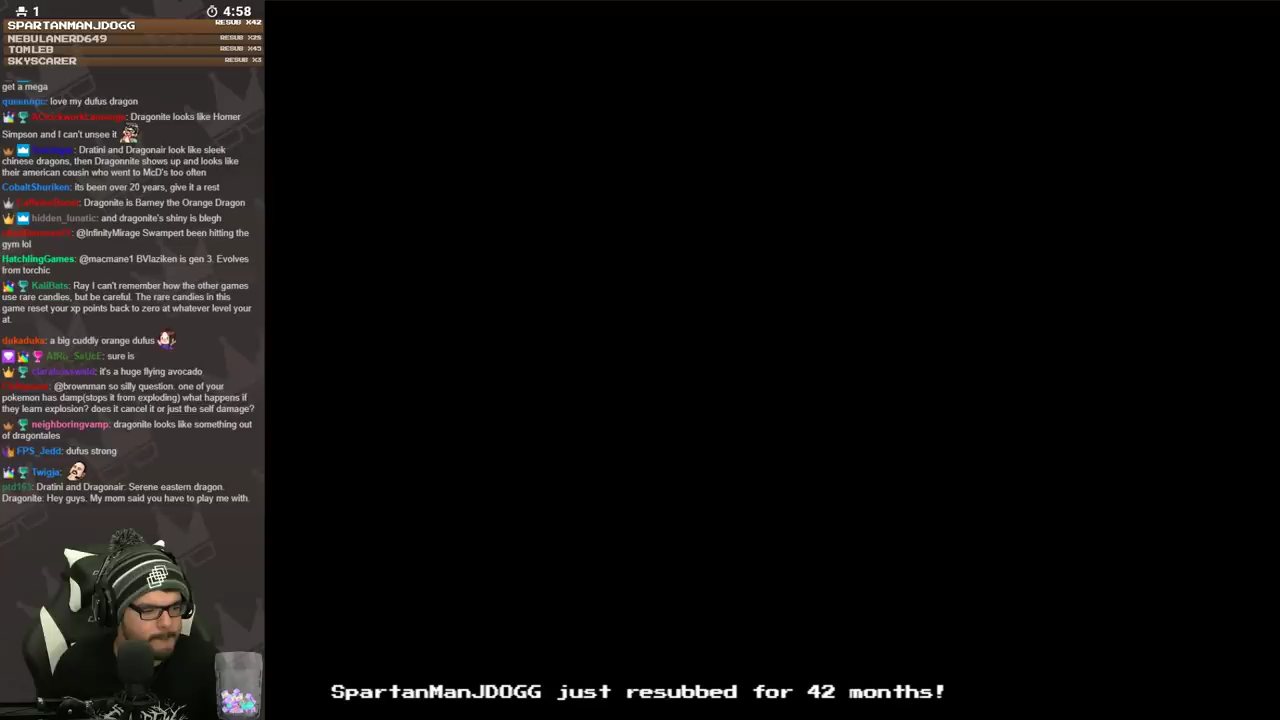 1 4:58
SPARTANMANJDOGG RESUB X42
NEBULANERD649 RESUB X25
TOMLEB RESUB X45
SKYSCARER RESUB X3
get a mega
love my dufus dragon
Dragonite looks like Homer
Simpson and I can't unsee it
Dratini and Dragonair look like sleek
chinese dragons, then Dragonnite shows up and looks like
their american cousin who went to McD's too often
CobaltShuriken: its been over 20 years, give it a rest
Dragonite is Barney the Orange Dragon
hidden_lunatic: and dragonite's shiny is blegh
@InfinityMirage Swampert been hitting the
gym lol
HatchlingGames: @macmane1 BVlaziken is gen 3. Evolves
from torchic
KaliBats: Ray I can't remember how the other games
use rare candies, but be careful. The rare candies in this
game reset your xp points back to zero at whatever level your
at.
dukaduka: a big cuddly orange dufus
sure is
it's a huge flying avocado
@brownman so silly question. one of your
pokemon has damp(stops it from exploding) what happens if
they learn explosion? does it cancel it or just the self damage?
neighboringvamp: dragonite looks like something out
of dragontales
FPS_Jedd: dufus strong
Twigja:
ptd163: Dratini and Dragonair: Serene eastern dragon.
Dragonite: Hey guys. My mom said you have to play me with.
SpartanManJDOGG just resubbed for 42 months!